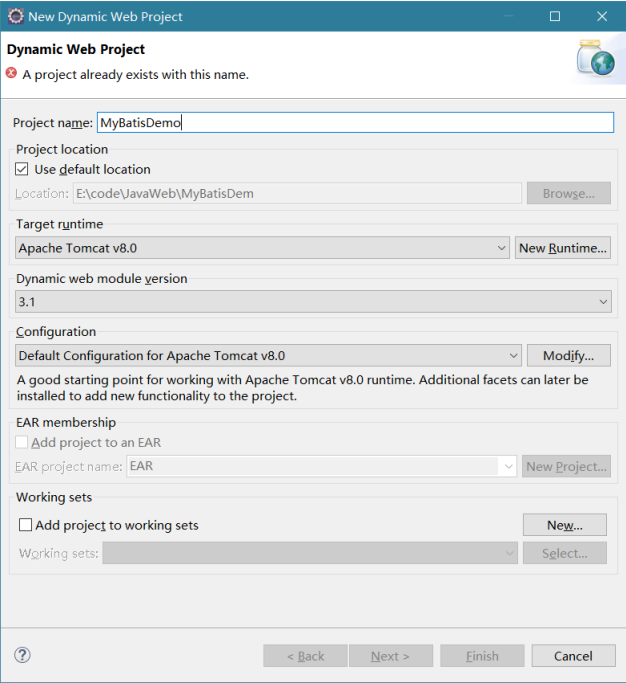 New Dynamic Web Project
Dynamic Web Project
A project already exists with this name.
Project name: MyBatisDemo
Project location
Use default location
Location: E:\code\JavaWeb\MyBatisDem Browse...
Target runtime
Apache Tomcat v8.0 New Runtime...
Dynamic web module version
3.1
Configuration
Default Configuration for Apache Tomcat v8.0 Modify...
A good starting point for working with Apache Tomcat v8.0 runtime. Additional facets can later be
installed to add new functionality to the project.
EAR membership
Add project to an EAR
EAR project name: EAR New Project...
Working sets
Add project to working sets New...
Working sets: Select...
? < Back Next > Finish Cancel